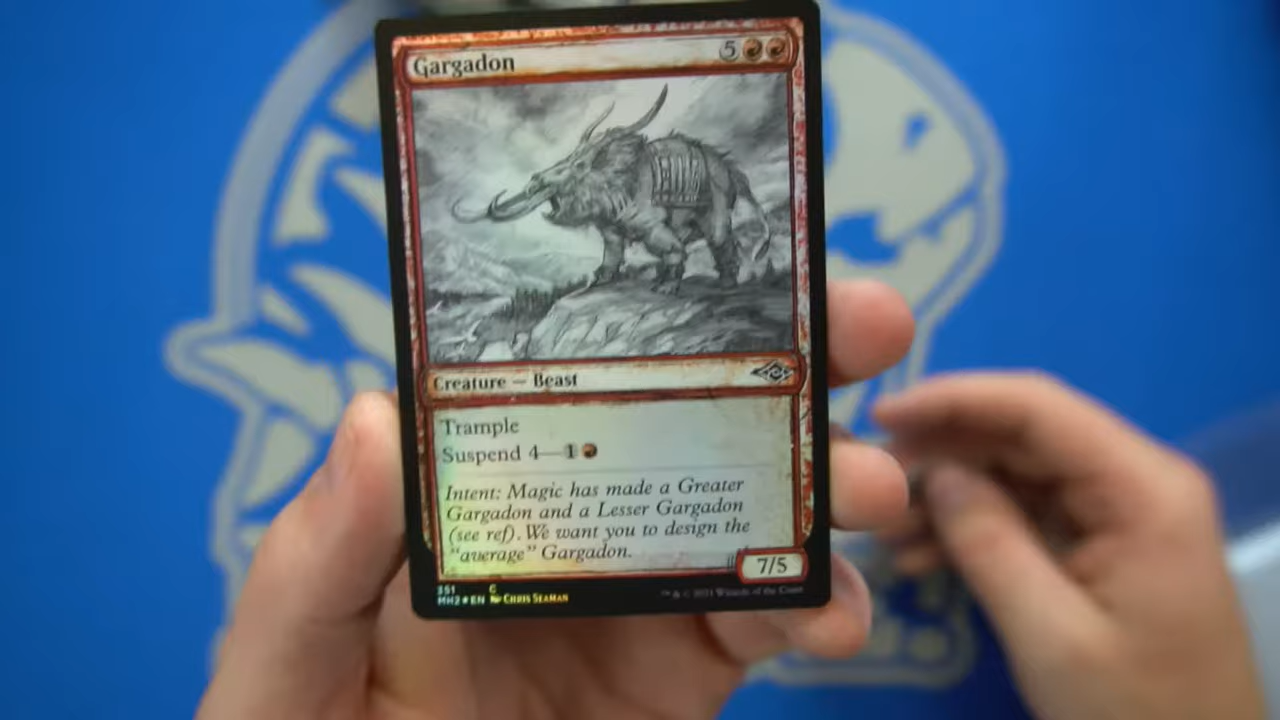 Gargadon 5
Creature — Beast
Trample
Suspend 4—1
Intent: Magic has made a Greater
Gargadon and a Lesser Gargadon
(see ref). We want you to design the
"average" Gargadon.
7/5
351 C
MH2★EN Chris Seaman
™ & © 2021 Wizards of the Coast